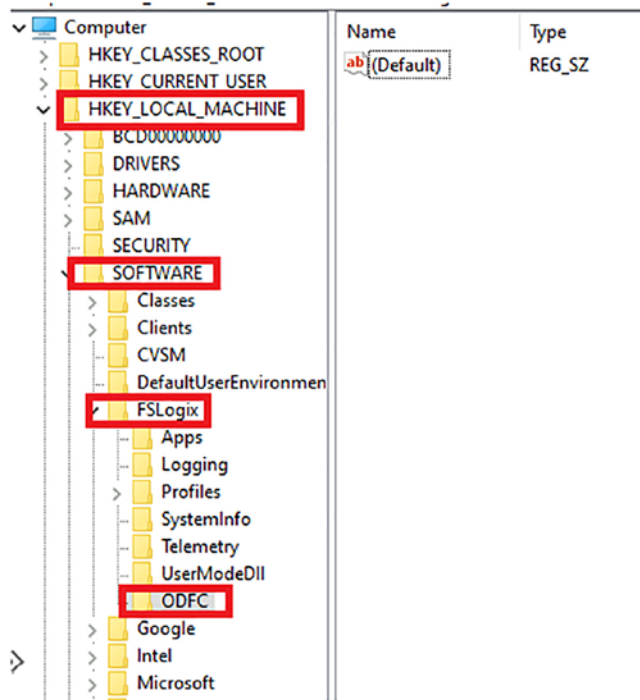 Computer
HKEY_CLASSES_ROOT
HKEY_CURRENT_USER
HKEY_LOCAL_MACHINE
BCD00000000
DRIVERS
HARDWARE
SAM
SECURITY
SOFTWARE
Classes
Clients
CVSM
DefaultUserEnvironmen
FSLogix
Apps
Logging
Profiles
SystemInfo
Telemetry
UserModeDll
ODFC
Google
Intel
Microsoft
Name Type
ab (Default) REG_SZ